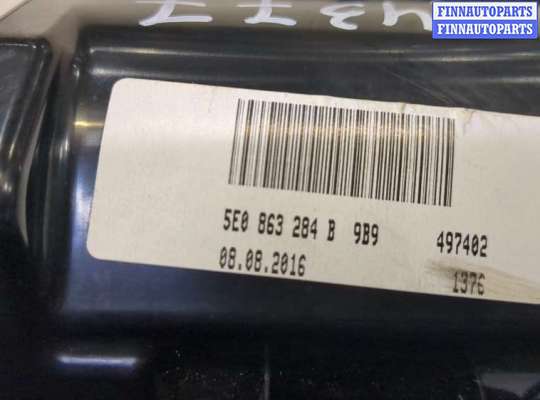 FINNAUTOPARTS
FINNAUTOPARTS
5E0 863 284 B 9B9 497402
08.08.2016 1376